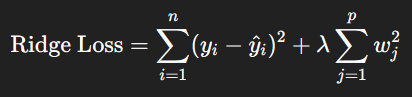 Ridge Loss = \sum_{i=1}^{n} (y_i - \hat{y}_i)^2 + \lambda \sum_{j=1}^{p} w_j^2